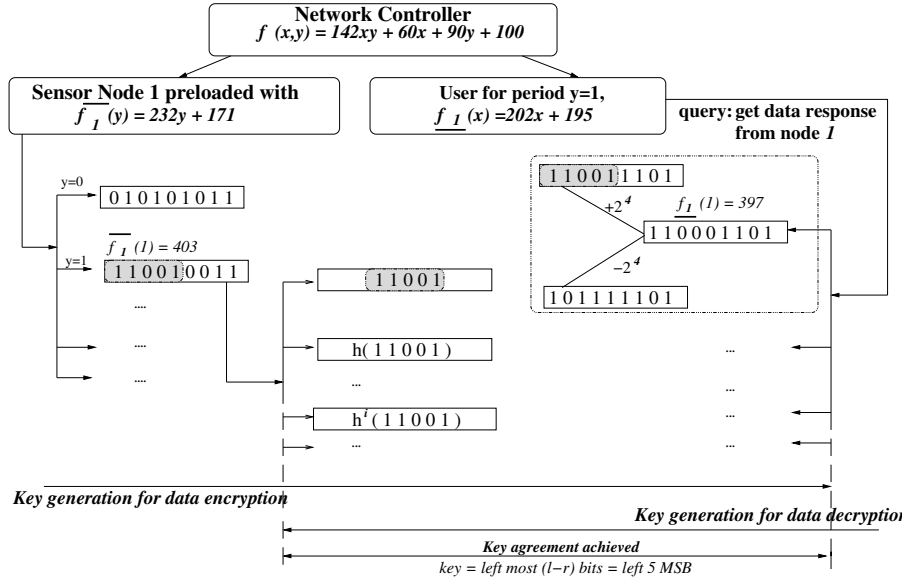 Network Controller
f (x,y) = 142xy + 60x + 90y + 100
Sensor Node 1 preloaded with
f1 (y) = 232y + 171
User for period y=1,
f 1 (x) =202x + 195
query: get data response
from node 1
y=0
0 1 0 1 0 1 0 1 1
f1 (1) = 403
y=1
1 1 0 0 1 0 0 1 1
....
....
....
1 1 0 0 1
h( 1 1 0 0 1 )
...
h i ( 1 1 0 0 1 )
...
1 1 0 0 1 1 1 0 1
+2 4
f1 (1) = 397
1 1 0 0 0 1 1 0 1
−2 4
1 0 1 1 1 1 1 0 1
...
...
...
...
Key generation for data encryption
Key generation for data decryption
Key agreement achieved
key = left most (l−r) bits = left 5 MSB